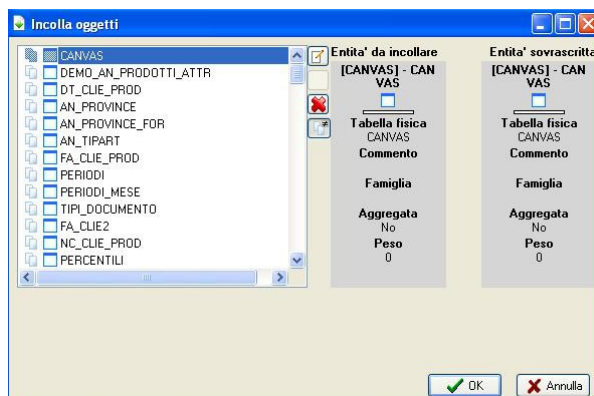 Incolla oggetti
CANVAS
DEMO_AN_PRODOTTI_ATTR
DT_CLIE_PROD
AN_PROVINCE
AN_PROVINCE_FOR
AN_TIPART
FA_CLIE_PROD
PERIODI
PERIODI_MESE
TIPI_DOCUMENTO
FA_CLIE2
NC_CLIE_PROD
PERCENTILI
Entita' da incollare
[CANVAS] - CAN
VAS
Tabella fisica
CANVAS
Commento
Famiglia
Aggregata
No
Peso
0
Entita' sovrascritta
[CANVAS] - CAN
VAS
Tabella fisica
CANVAS
Commento
Famiglia
Aggregata
No
Peso
0
OK
Annulla